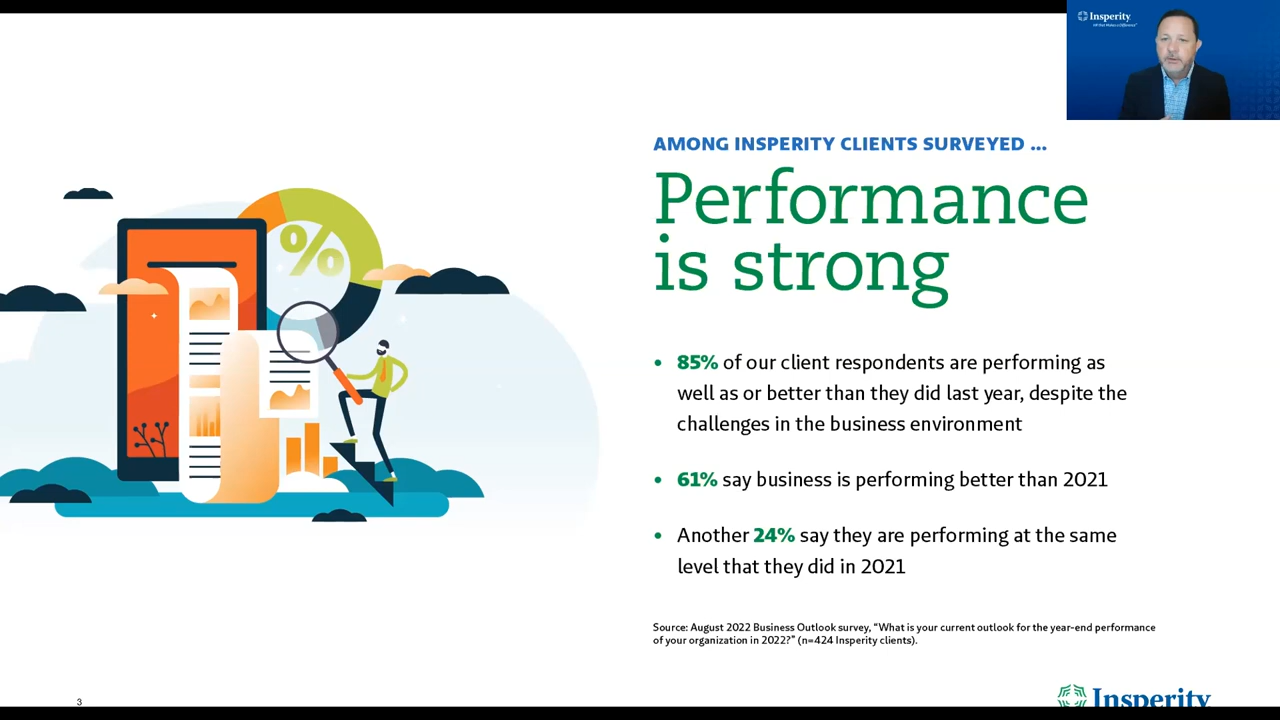 Insperity
HR that Makes a Difference
AMONG INSPERITY CLIENTS SURVEYED ...
Performance
is strong
%
• 85% of our client respondents are performing as
well as or better than they did last year, despite the
challenges in the business environment
• 61% say business is performing better than 2021
• Another 24% say they are performing at the same
level that they did in 2021
Source: August 2022 Business Outlook survey, “What is your current outlook for the year-end performance
of your organization in 2022?” (n=424 Insperity clients).
3
Insperity